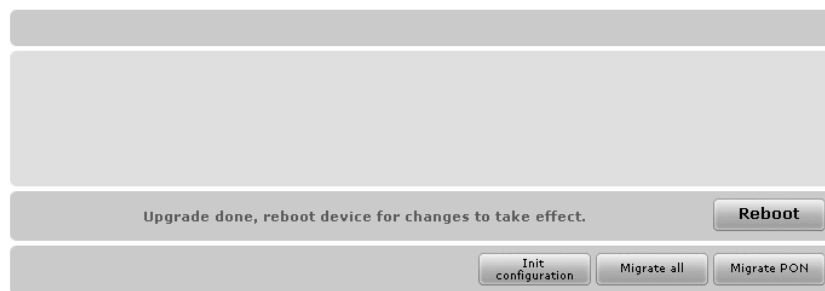 Upgrade done, reboot device for changes to take effect.
Reboot
Init
configuration
Migrate all
Migrate PON